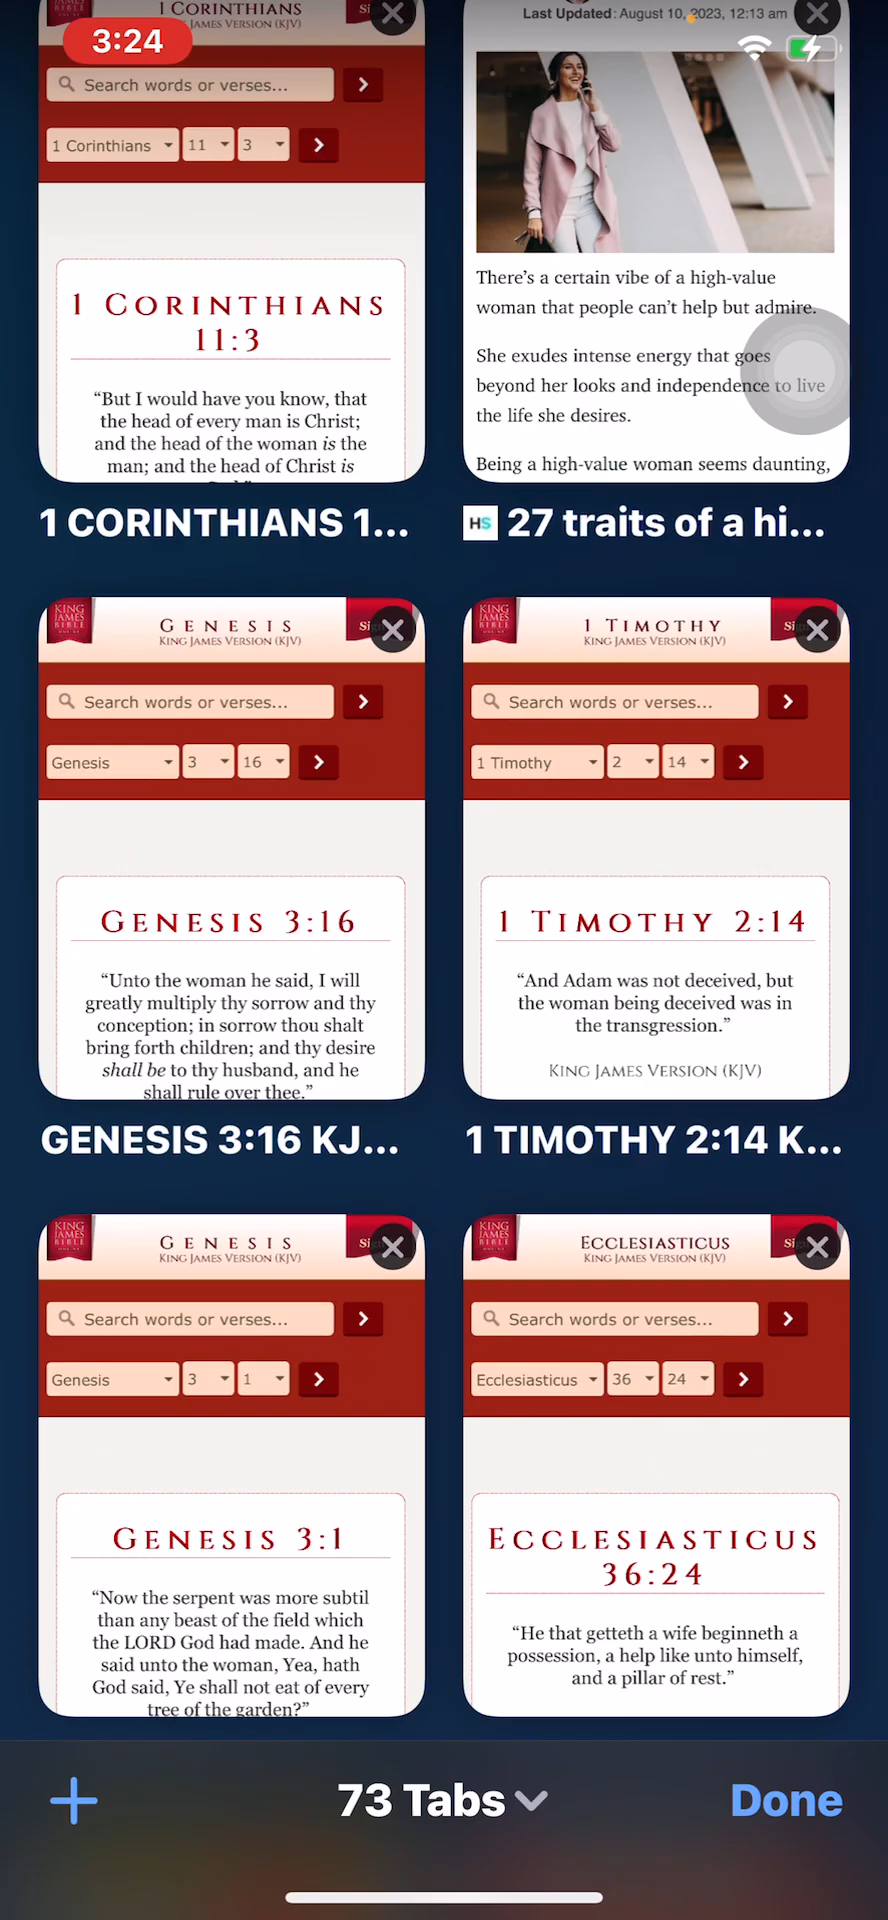 1 CORINTHIANS
JAMES VERSION (KJV)
3:24
Search words or verses...
1 Corinthians 11 3
1 CORINTHIANS
11:3
“But I would have you know, that
the head of every man is Christ;
and the head of the woman is the
man; and the head of Christ is
1 CORINTHIANS 1...
Last Updated: August 10, 2023, 12:13 am
There’s a certain vibe of a high-value
woman that people can’t help but admire.
She exudes intense energy that goes
beyond her looks and independence to live
the life she desires.
Being a high-value woman seems daunting,
HS 27 traits of a hi...
KING
JAMES
BIBLE
GENESIS
KING JAMES VERSION (KJV)
Si
Search words or verses...
Genesis 3 16
GENESIS 3:16
“Unto the woman he said, I will
greatly multiply thy sorrow and thy
conception; in sorrow thou shalt
bring forth children; and thy desire
shall be to thy husband, and he
shall rule over thee.”
GENESIS 3:16 KJ...
KING
JAMES
BIBLE
1 TIMOTHY
KING JAMES VERSION (KJV)
Si
Search words or verses...
1 Timothy 2 14
1 TIMOTHY 2:14
“And Adam was not deceived, but
the woman being deceived was in
the transgression.”
KING JAMES VERSION (KJV)
1 TIMOTHY 2:14 K...
KING
JAMES
BIBLE
GENESIS
KING JAMES VERSION (KJV)
Si
Search words or verses...
Genesis 3 1
GENESIS 3:1
“Now the serpent was more subtil
than any beast of the field which
the LORD God had made. And he
said unto the woman, Yea, hath
God said, Ye shall not eat of every
tree of the garden?”
KING
JAMES
BIBLE
ECCLESIASTICUS
KING JAMES VERSION (KJV)
Si
Search words or verses...
Ecclesiasticus 36 24
ECCLESIASTICUS
36:24
“He that getteth a wife beginneth a
possession, a help like unto himself,
and a pillar of rest.”
73 Tabs
Done